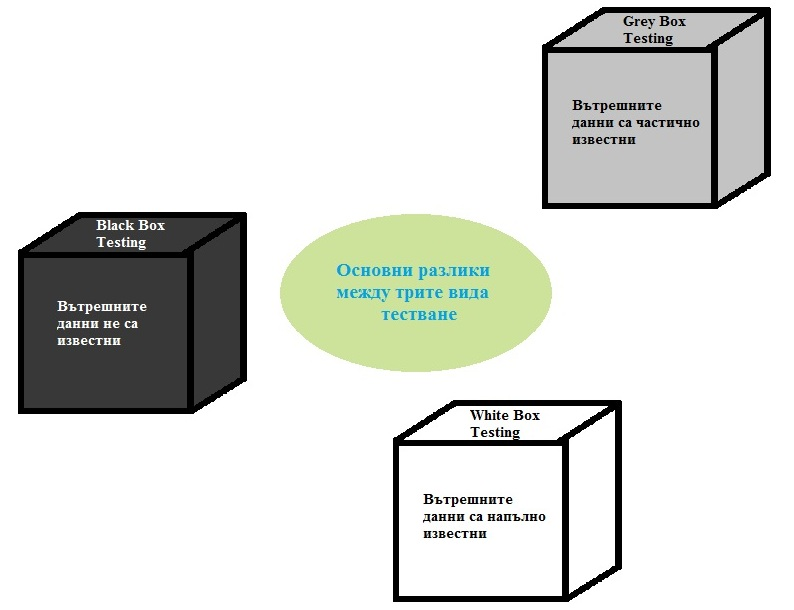 Grey Box
Testing
Вътрешните
данни са частично
известни
Black Box
Testing
Вътрешните
данни не са
известни
Основни разлики
между трите вида
тестване
White Box
Testing
Вътрешните
данни са напълно
известни